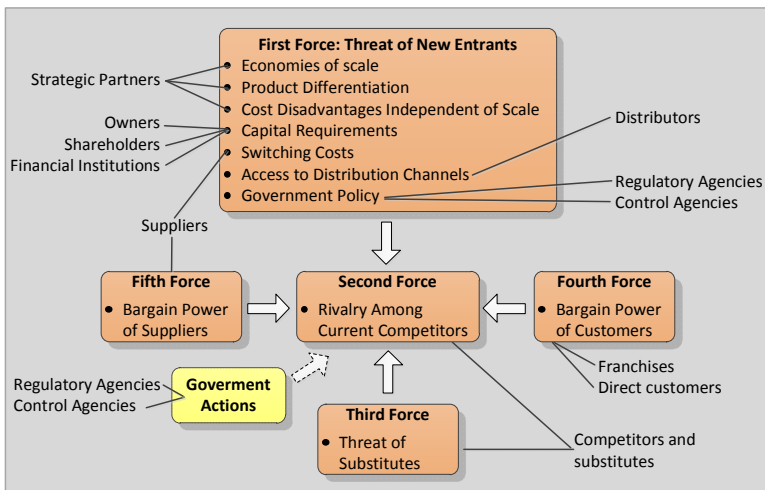 First Force: Threat of New Entrants
• Economies of scale
• Product Differentiation
• Cost Disadvantages Independent of Scale
• Capital Requirements
• Switching Costs
• Access to Distribution Channels
• Government Policy
Strategic Partners
Owners
Shareholders
Financial Institutions
Suppliers
Distributors
Regulatory Agencies
Control Agencies
Fifth Force
• Bargain Power
of Suppliers
Second Force
• Rivalry Among
Current Competitors
Fourth Force
• Bargain Power
of Customers
Franchises
Direct customers
Regulatory Agencies
Control Agencies
Goverment
Actions
Third Force
• Threat of
Substitutes
Competitors and
substitutes